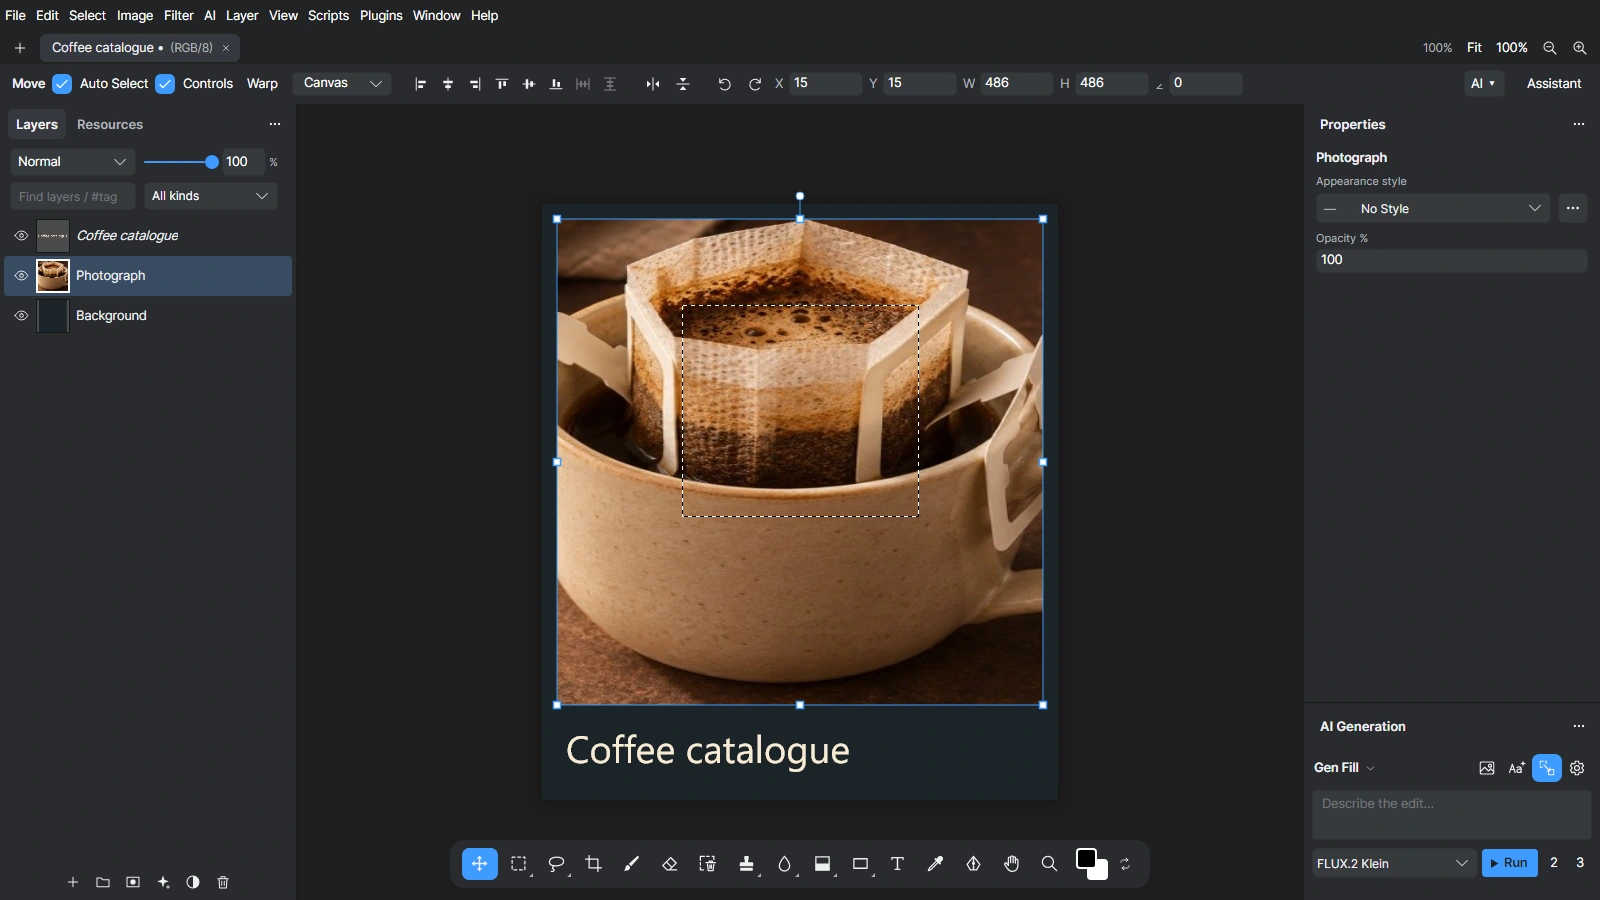 File Edit Select Image Filter AI Layer View Scripts Plugins Window Help
Coffee catalogue • (RGB/8)
100% Fit 100%
Move Auto Select Controls Warp Canvas X 15 Y 15 W 486 H 486 0 AI Assistant
Layers Resources
Normal 100 %
Find layers / #tag All kinds
Coffee catalogue
Photograph
Background
Coffee catalogue
T
Properties
Photograph
Appearance style
No Style
Opacity %
100
AI Generation
Gen Fill Aa+
Describe the edit...
FLUX.2 Klein Run 2 3